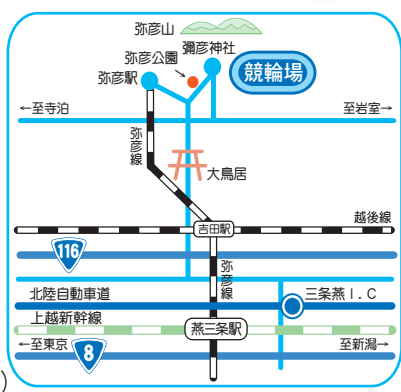 弥彦山
彌彦神社
弥彦公園
弥彦駅
競輪場
←至寺泊
→至岩室
弥彦線
大鳥居
越後線
吉田駅
116
弥彦線
北陸自動車道
三条燕I.C
上越新幹線
燕三条駅
←至東京
8
→至新潟
)